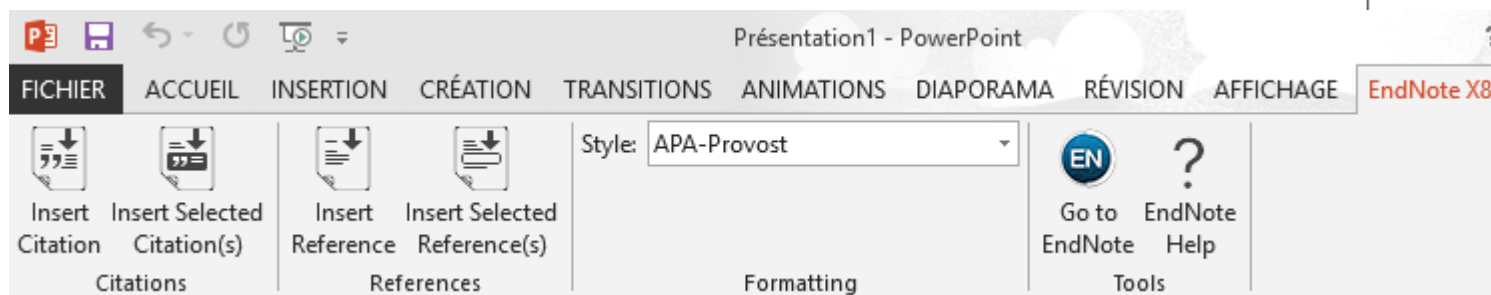 Présentation1 - PowerPoint ?
FICHIER ACCUEIL INSERTION CRÉATION TRANSITIONS ANIMATIONS DIAPORAMA RÉVISION AFFICHAGE EndNote X8
Style: APA-Provost
EN ?
Insert Insert Selected Insert Insert Selected Go to EndNote
Citation Citation(s) Reference Reference(s) EndNote Help
Citations References Formatting Tools